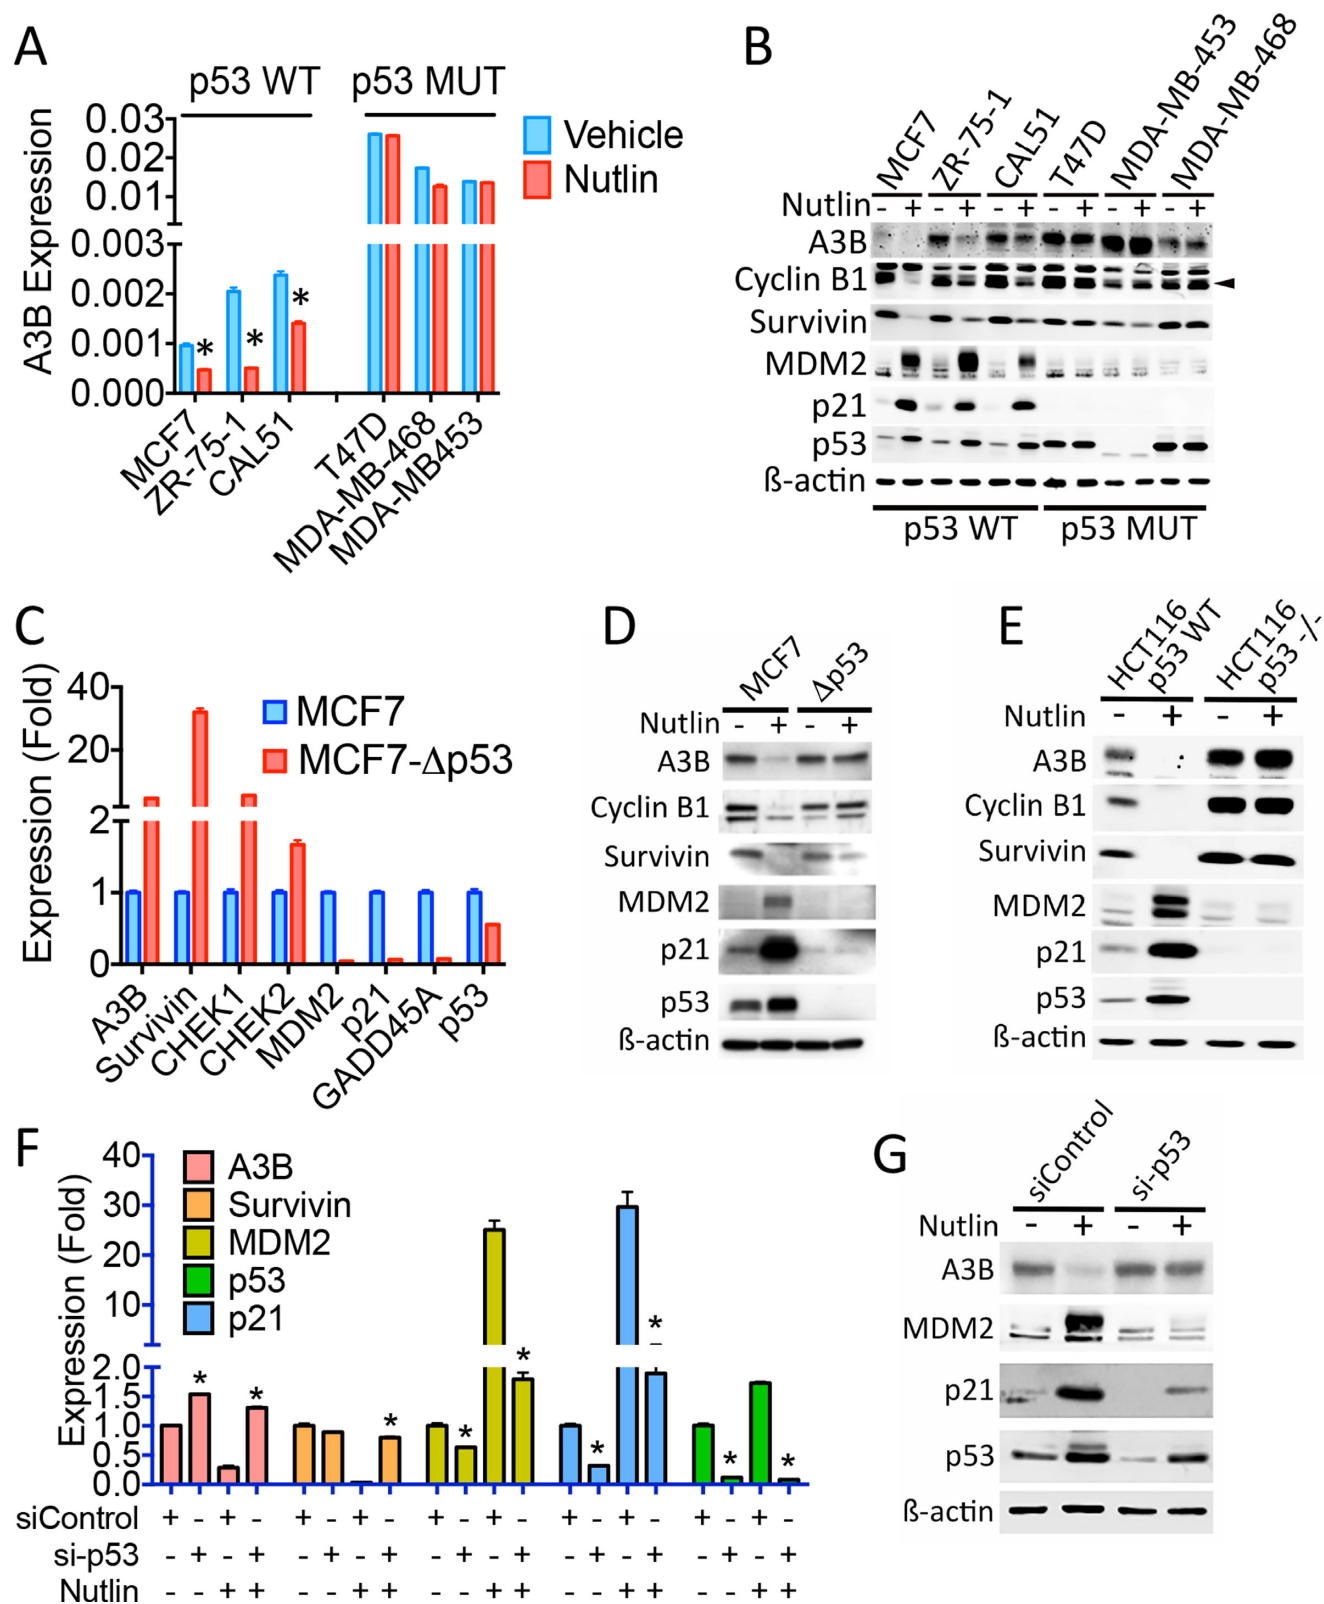 A
p53 WT
p53 MUT
A3B Expression
0.03
0.02
0.01
0.003
0.002
0.001
0.000
*
*
*
Vehicle
Nutlin
MCF7
ZR-75-1
CAL51
T47D
MDA-MB-468
MDA-MB453
B
MCF7
ZR-75-1
CAL51
T47D
MDA-MB-453
MDA-MB-468
Nutlin - + - + - + - + - + - +
A3B
Cyclin B1
Survivin
MDM2
p21
p53
ß-actin
p53 WT
p53 MUT
C
Expression (Fold)
40
20
2
1
0
MCF7
MCF7-Δp53
A3B
Survivin
CHEK1
CHEK2
MDM2
p21
GADD45A
p53
D
MCF7
Δp53
Nutlin - + - +
A3B
Cyclin B1
Survivin
MDM2
p21
p53
ß-actin
E
HCT116
p53 WT
HCT116
p53 -/-
Nutlin - + - +
A3B
Cyclin B1
Survivin
MDM2
p21
p53
ß-actin
F
Expression (Fold)
40
30
20
10
2.0
1.5
1.0
0.5
0.0
A3B
Survivin
MDM2
p53
p21
* * * * * * * * *
siControl + - + - + - + - + - + - + - + - + - + -
si-p53 - + - + - + - + - + - + - + - + - + - +
Nutlin - - + + - - + + - - + + - - + + - - + +
G
siControl
si-p53
Nutlin - + - +
A3B
MDM2
p21
p53
ß-actin